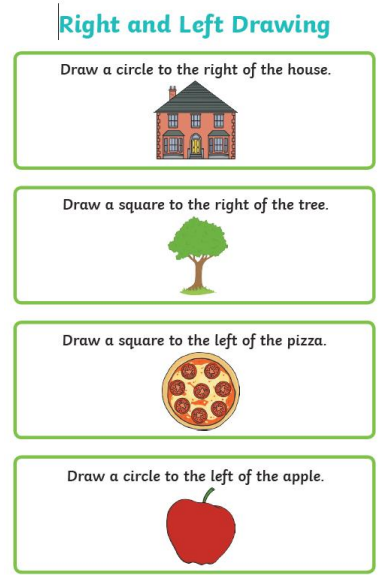 Right and Left Drawing
Draw a circle to the right of the house.
Draw a square to the right of the tree.
Draw a square to the left of the pizza.
Draw a circle to the left of the apple.